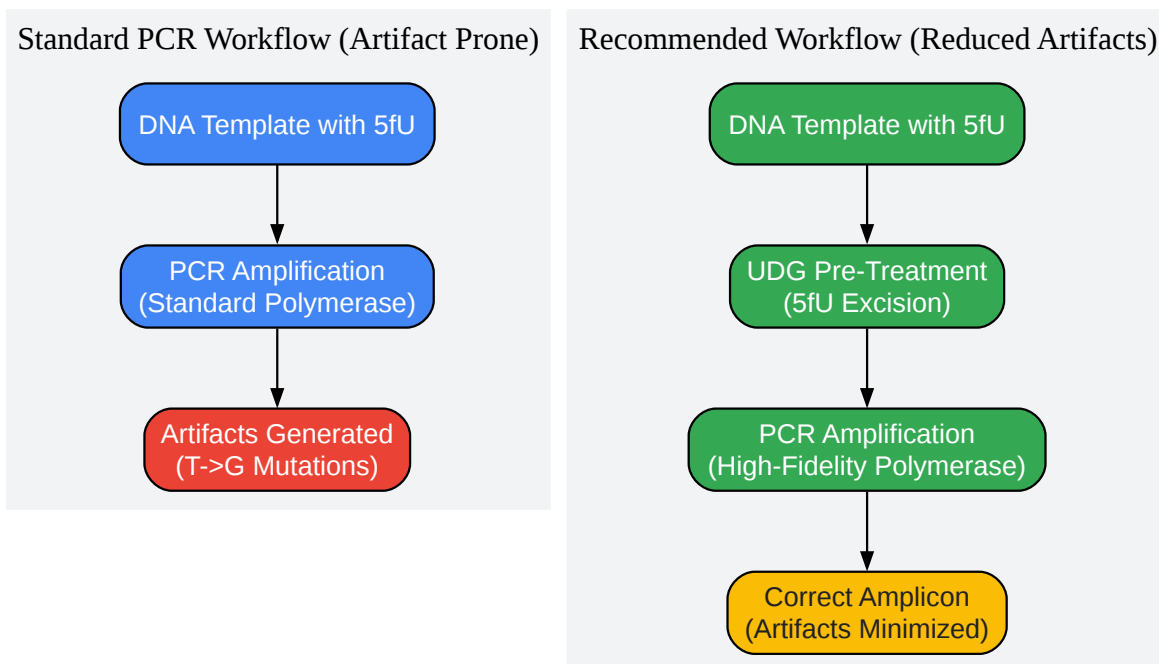 Standard PCR Workflow (Artifact Prone)
DNA Template with 5fU
PCR Amplification
(Standard Polymerase)
Artifacts Generated
(T->G Mutations)
Recommended Workflow (Reduced Artifacts)
DNA Template with 5fU
UDG Pre-Treatment
(5fU Excision)
PCR Amplification
(High-Fidelity Polymerase)
Correct Amplicon
(Artifacts Minimized)